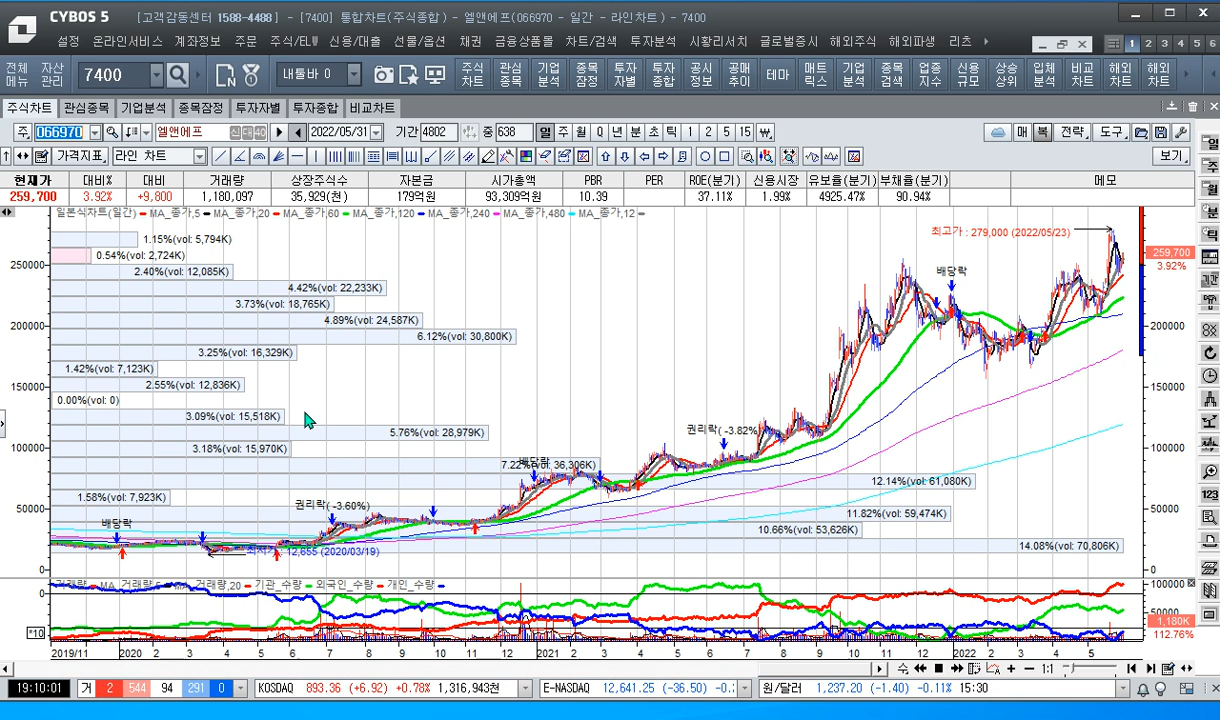 CYBOS 5 [고객감동센터 1588-4488] - [7400] 통합차트(주식종합) - 엘앤에프(066970 - 일간 - 라인차트) - 7400
설정 온라인서비스 계좌정보 주문 주식/ELW 신용/대출 선물/옵션 채권 금융상품몰 차트/검색 투자분석 시황리서치 글로벌증시 해외주식 해외파생 리츠 1 2 3 4 5 6
전체메뉴 자산관리 7400 내툴바 0 주식차트 관심종목 기업분석 종목잠정 투자자별 투자종합 공시정보 공매추이 테마 매트릭스 기업분석 종목검색 업종지수 신용규모 상승상위 입체분석 비교차트 해외차트 해외차트
주식차트 관심종목 기업분석 종목잠정 투자자별 투자종합 비교차트
주 066970 엘앤에프 신 대 40 2022/05/31 기간 4802 중 638 일 주 월 Q 년 분 초 틱 1 2 5 15 매 복 전략 도구
가격지표 라인 차트 보기
현재가 대비% 대비 거래량 상장주식수 자본금 시가총액 PBR PER ROE(분기) 신용시장 유보율(분기) 부채율(분기) 메모
259,700 3.92% +9,800 1,180,097 35,929(천) 179억원 93,309억원 10.39 37.11% 1.99% 4925.47% 90.94%
일본식차트(일간) MA_종가,5 MA_종가,20 MA_종가,60 MA_종가,120 MA_종가,240 MA_종가,480 MA_종가,12
최고가 : 279,000 (2022/05/23)
1.15%(vol: 5,794K)
0.54%(vol: 2,724K)
259,700
3.92%
250000
2.40%(vol: 12,085K)
배당락
4.42%(vol: 22,233K)
3.73%(vol: 18,765K)
4.89%(vol: 24,587K)
200000 200000
6.12%(vol: 30,800K)
3.25%(vol: 16,329K)
1.42%(vol: 7,123K)
2.55%(vol: 12,836K)
150000 150000
0.00%(vol: 0)
3.09%(vol: 15,518K)
5.76%(vol: 28,979K)
권리락( -3.82%)
3.18%(vol: 15,970K)
100000 100000
배당락
7.22%(vol: 36,306K)
12.14%(vol: 61,080K)
1.58%(vol: 7,923K)
권리락( -3.60%)
50000 50000
11.82%(vol: 59,474K)
배당락
10.66%(vol: 53,626K)
14.08%(vol: 70,806K)
12,655 (2020/03/19)
0 0
거래량 MA_거래량,5 MA_거래량,20 기관_수량 외국인_수량 개인_수량
100000
0
50000
1,180K
*10 112.76%
2019/11 2020 2 3 4 5 6 7 8 9 10 11 12 2021 2 3 4 5 6 7 8 9 10 11 12 2022 2 3 4 5
1:1
19:10:01 거 2 544 94 291 0 KOSDAQ 893.36 (+6.92) +0.78% 1,316,943천 E-NASDAQ 12,641.25 (-36.50) -0. 원/달러 1,237.20 (-1.40) -0.11% 15:30